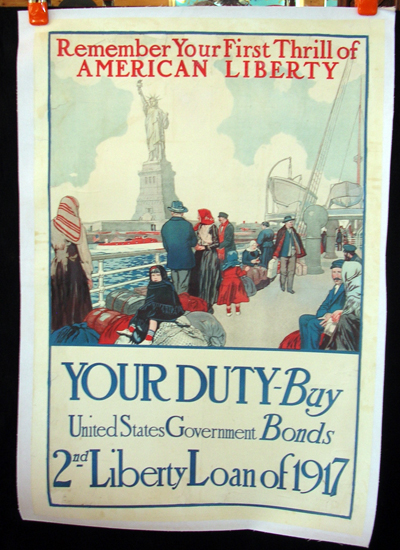 Remember Your First Thrill of
AMERICAN LIBERTY
YOUR DUTY-Buy
United States Government Bonds
2nd Liberty Loan of 1917